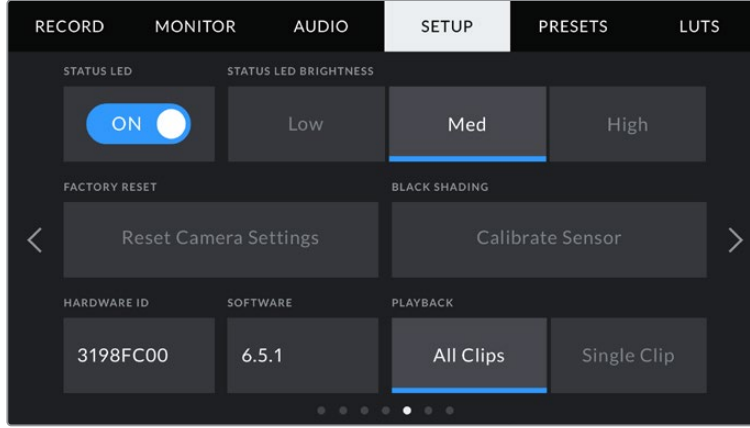 RECORD MONITOR AUDIO SETUP PRESETS LUTS
STATUS LED STATUS LED BRIGHTNESS
ON Low Med High
FACTORY RESET BLACK SHADING
Reset Camera Settings Calibrate Sensor
HARDWARE ID SOFTWARE PLAYBACK
3198FC00 6.5.1 All Clips Single Clip